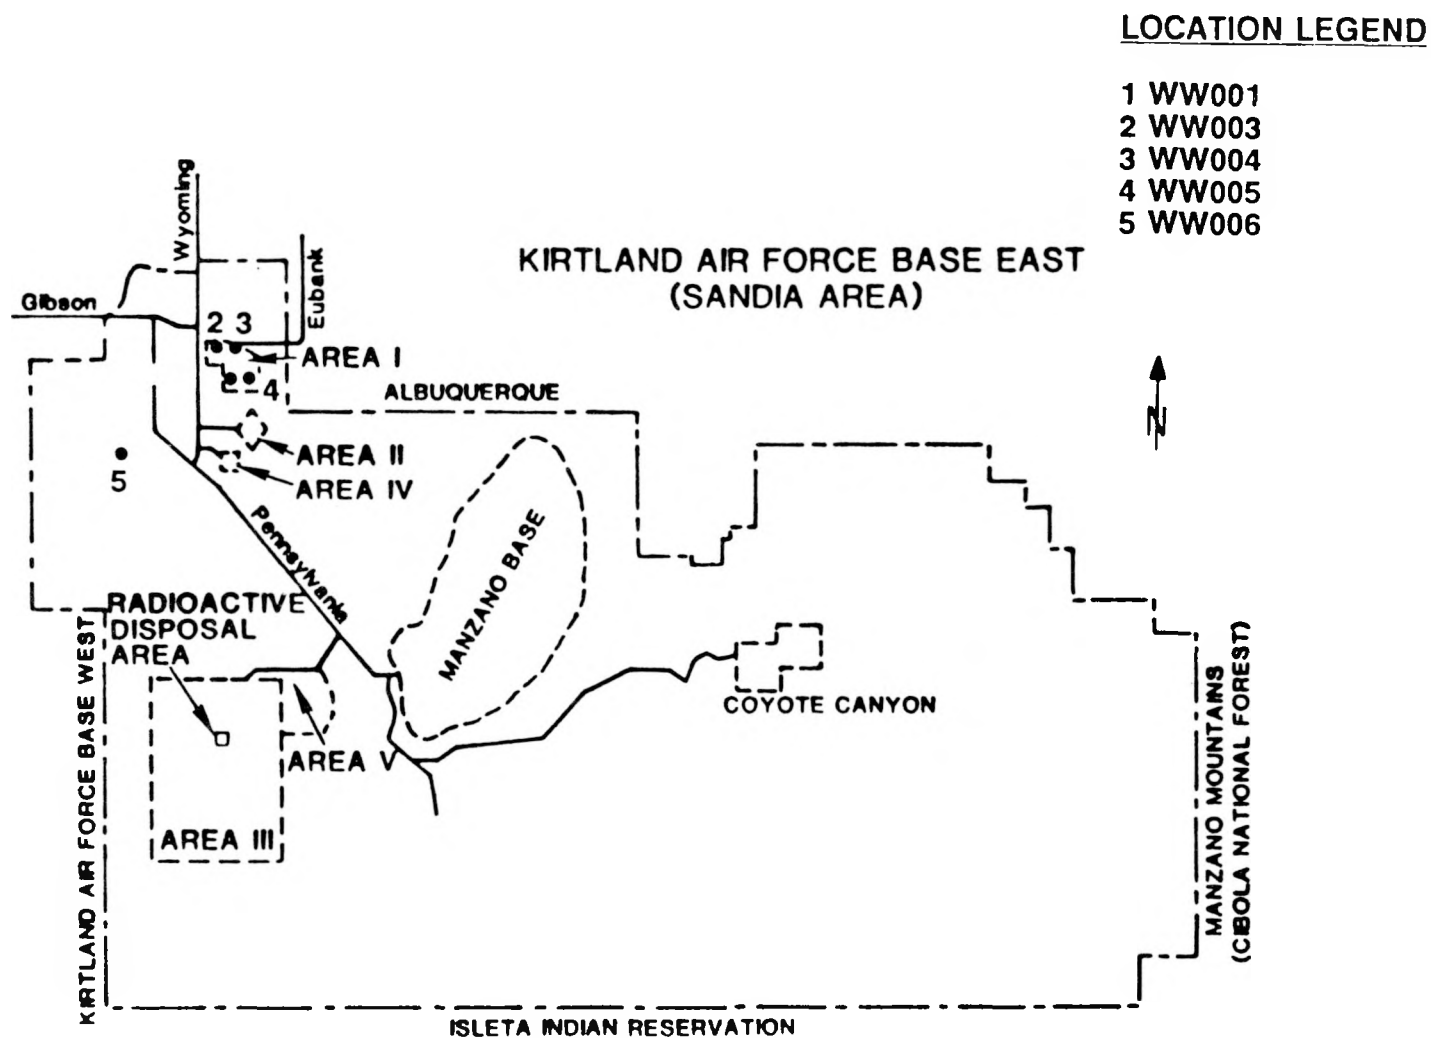 LOCATION LEGEND
1 WW001
2 WW003
3 WW004
4 WW005
5 WW006
KIRTLAND AIR FORCE BASE EAST
(SANDIA AREA)
Wyoming
Eubank
Gibson
2 3
AREA I
4
ALBUQUERQUE
N
AREA II
5
AREA IV
Pennsylvania
MANZANO BASE
RADIOACTIVE
DISPOSAL
AREA
COYOTE CANYON
AREA V
AREA III
KIRTLAND AIR FORCE BASE WEST
MANZANO MOUNTAINS
(CIBOLA NATIONAL FOREST)
ISLETA INDIAN RESERVATION